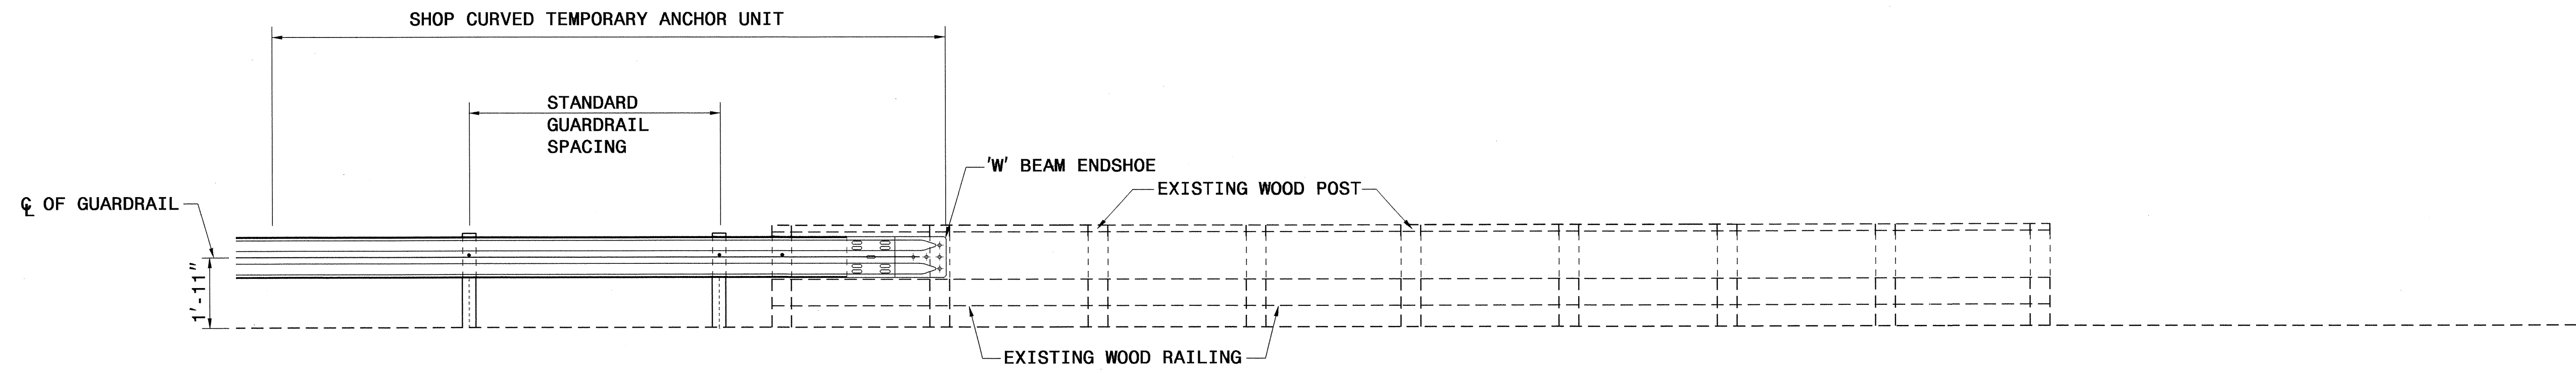 SHOP CURVED TEMPORARY ANCHOR UNIT
STANDARD
GUARDRAIL
SPACING
'W' BEAM ENDSHOE
EXISTING WOOD POST
℄ OF GUARDRAIL
1'-11"
EXISTING WOOD RAILING